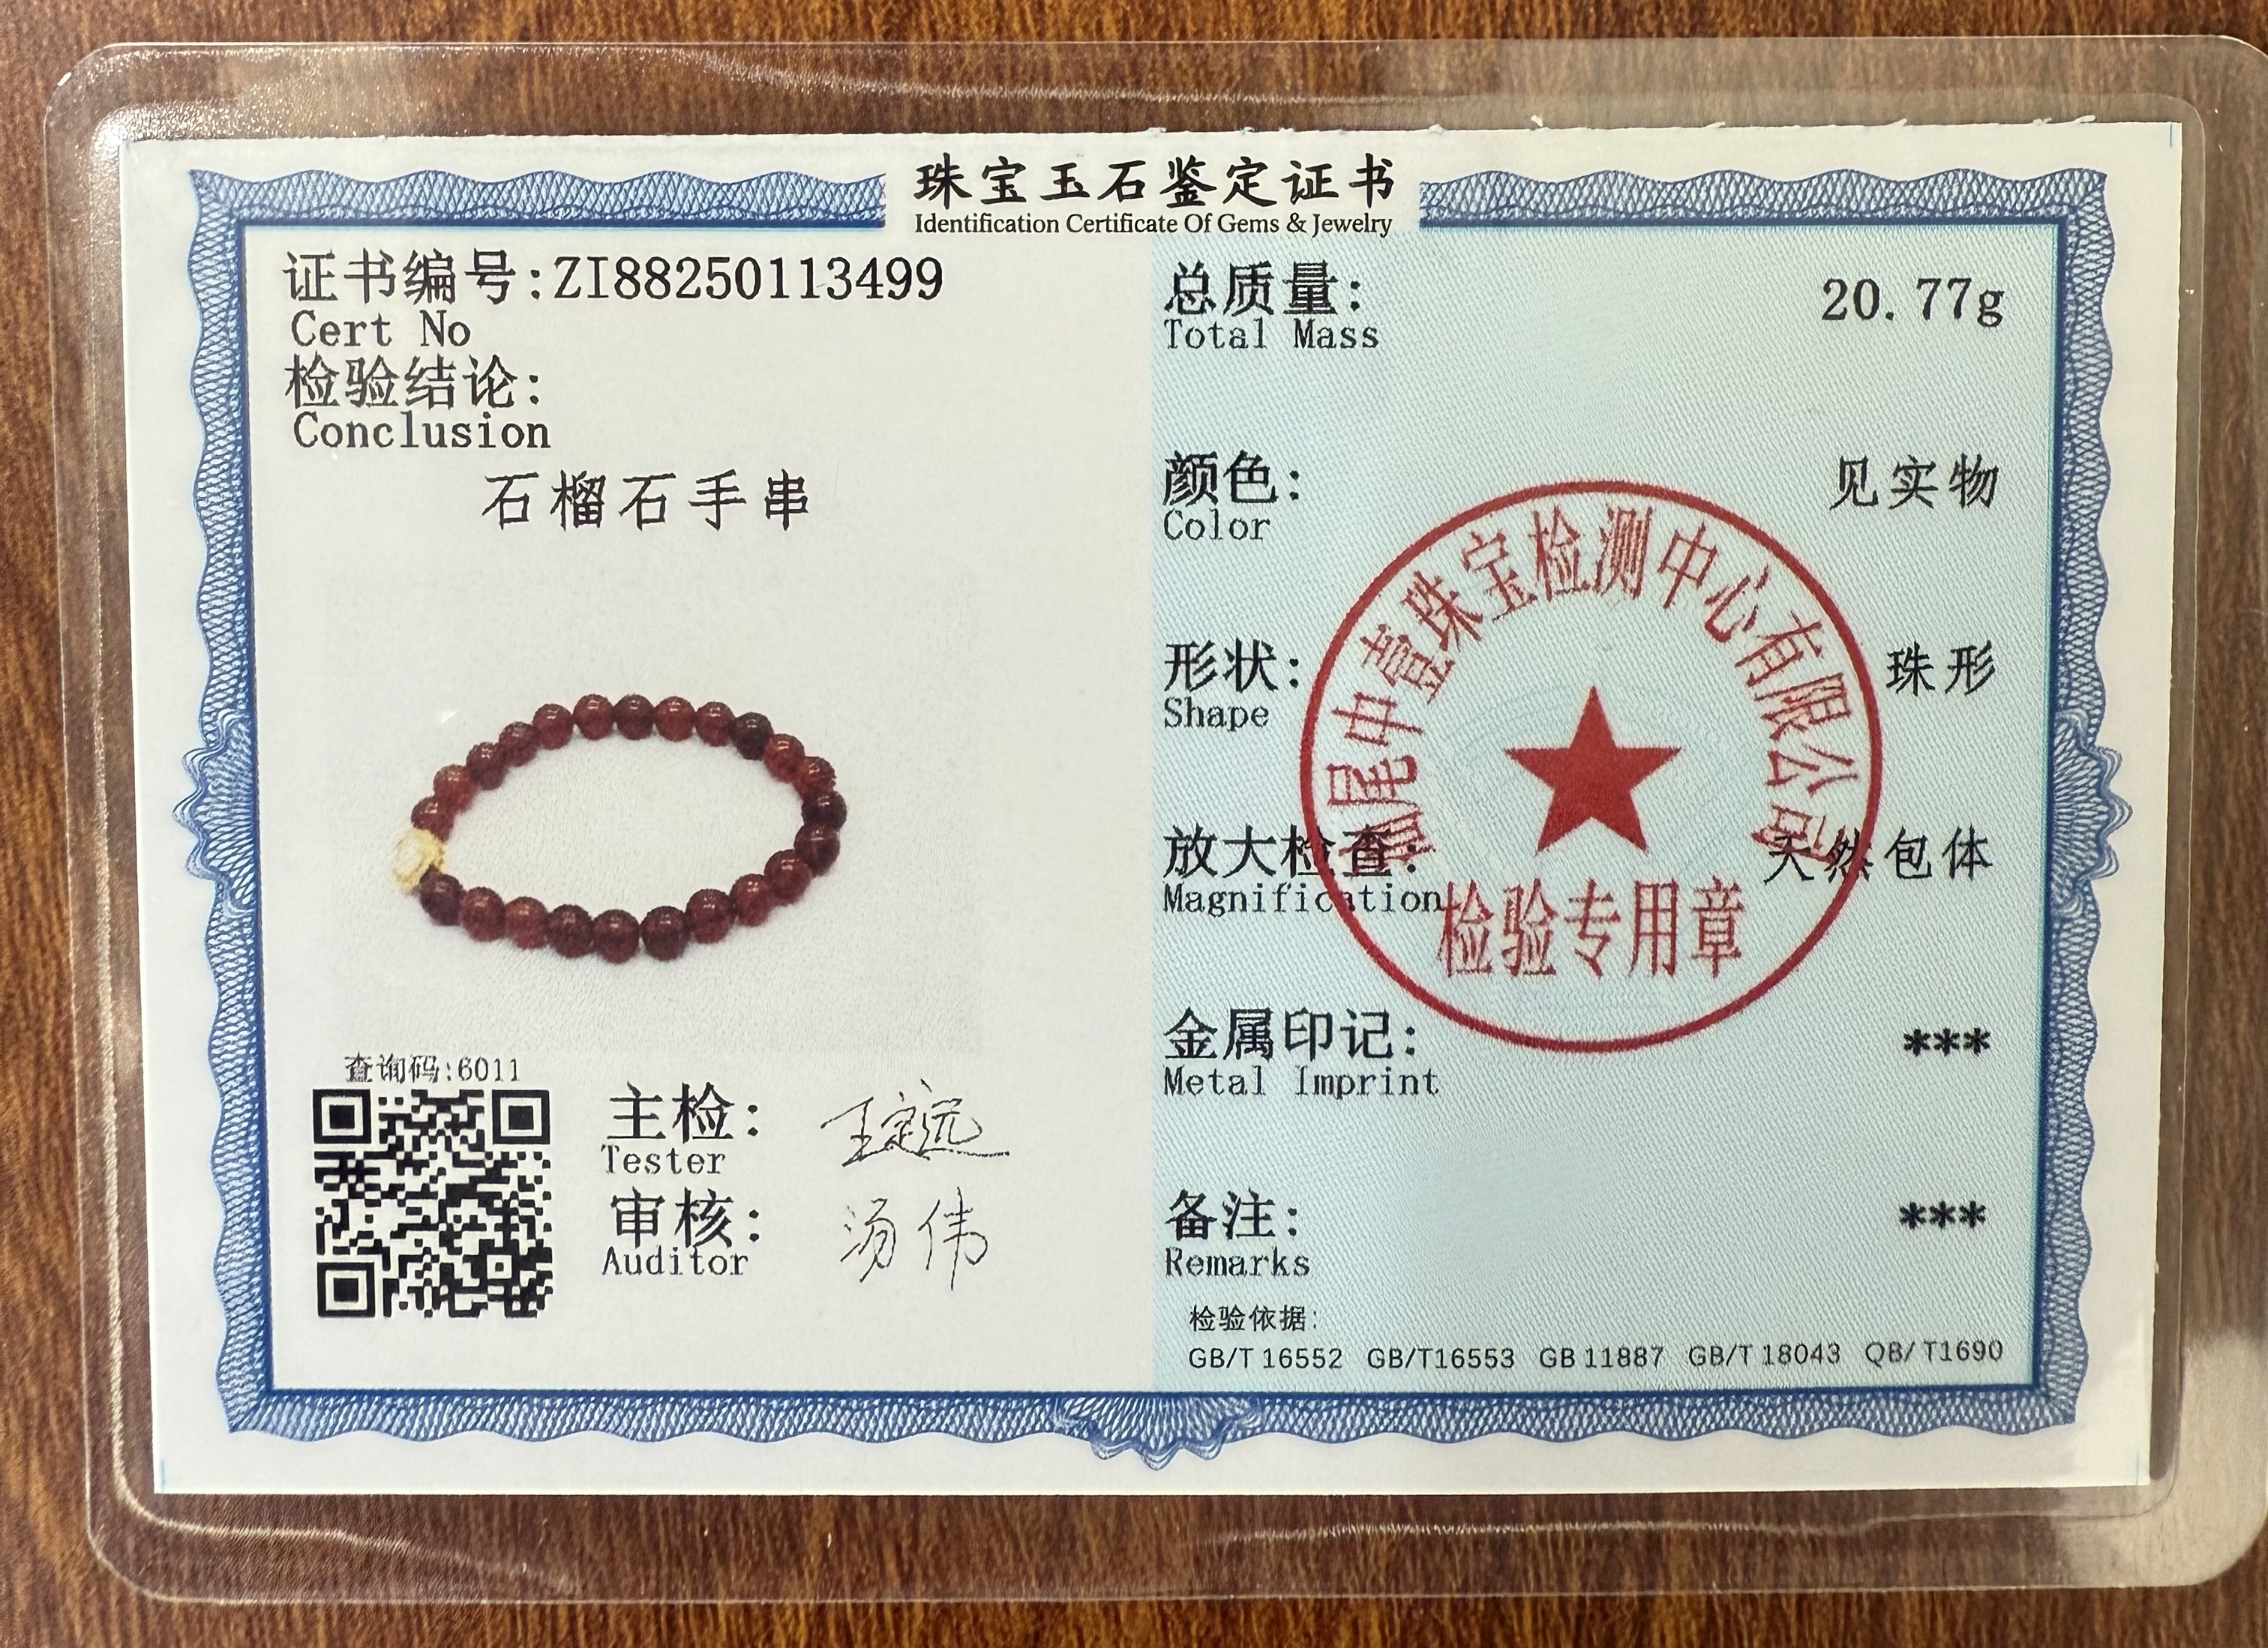 珠宝玉石鉴定证书
Identification Certificate Of Gems & Jewelry
证书编号:ZI88250113499
Cert No
检验结论:
Conclusion
石榴石手串
查询码:6011
主检: 王定远
Tester
审核: 汤伟
Auditor
总质量: 20.77g
Total Mass
颜色: 见实物
Color
形状: 珠形
Shape
放大检查: 天然包体
Magnification
金属印记: ***
Metal Imprint
备注: ***
Remarks
检验依据:
GB/T 16552 GB/T16553 GB 11887 GB/T 18043 QB/ T1690
尾中壹珠宝检测中心有限公司
检验专用章